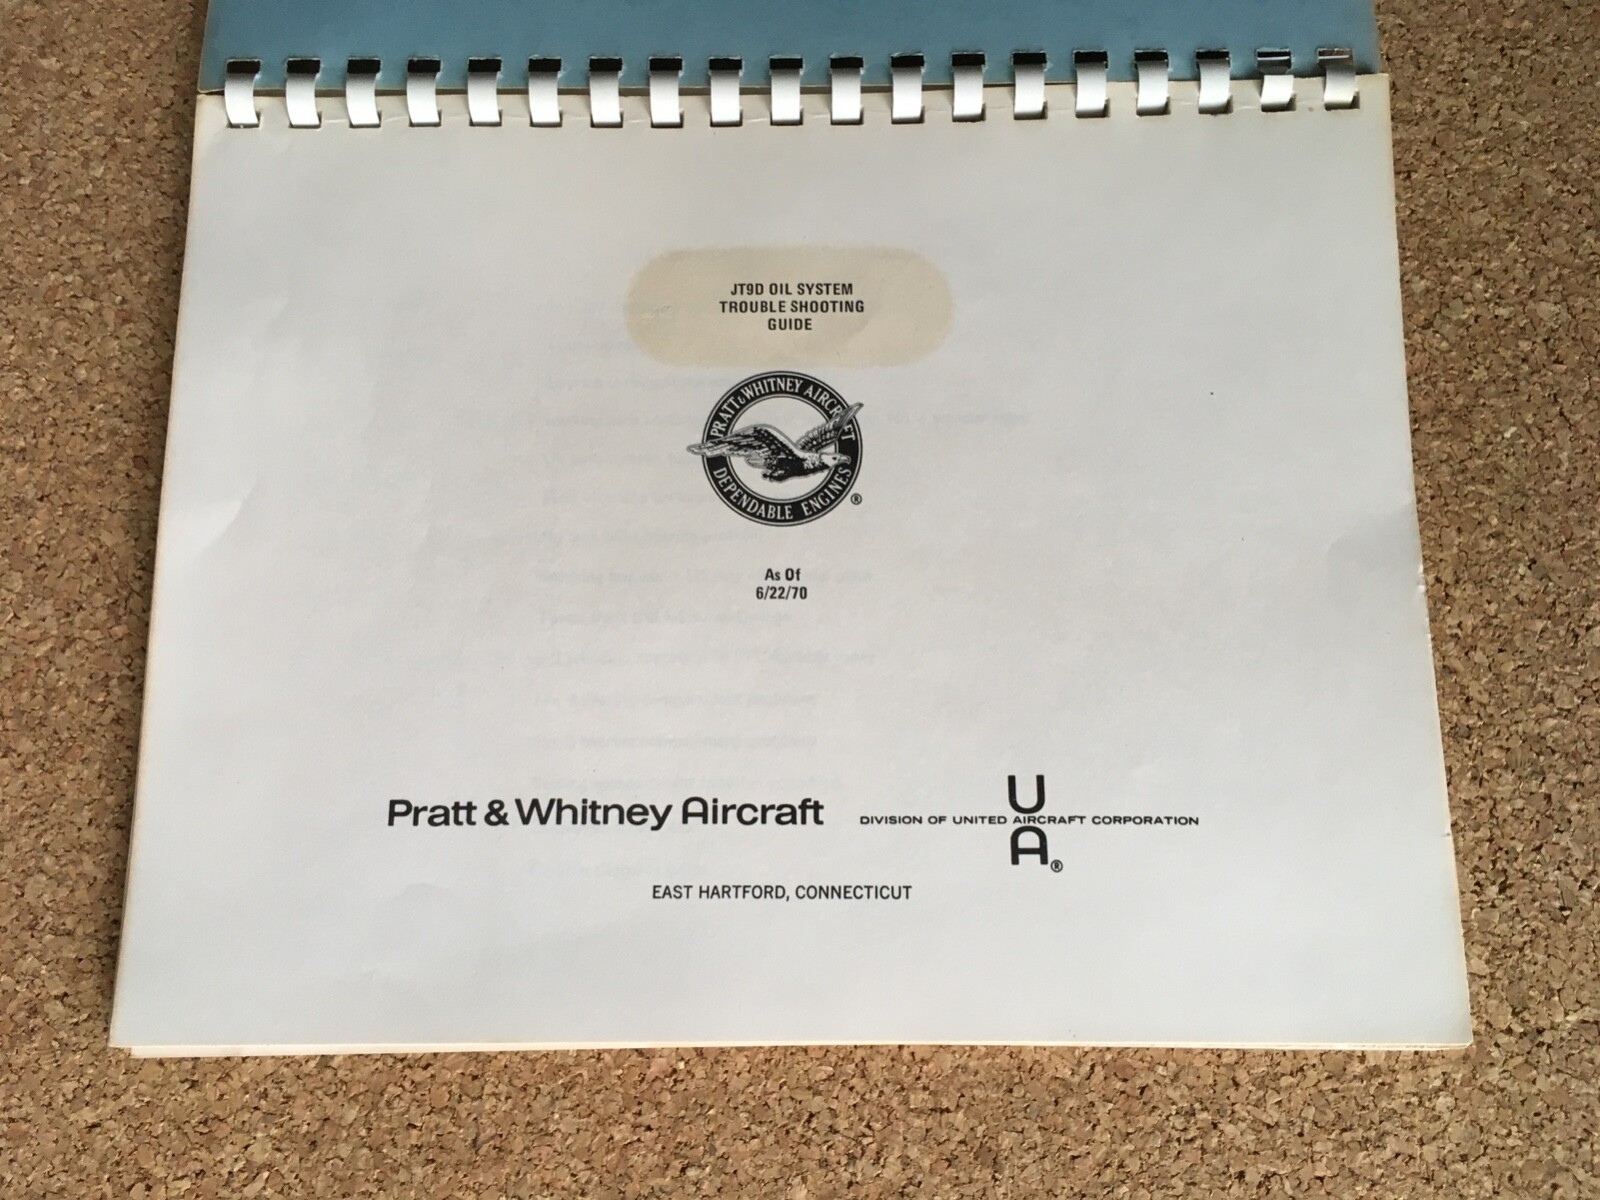 JT9D OIL SYSTEM
TROUBLE SHOOTING
GUIDE
PRATT & WHITNEY AIRCRAFT
DEPENDABLE ENGINES
®
As Of
6/22/70
Pratt & Whitney Aircraft
U
DIVISION OF UNITED AIRCRAFT CORPORATION
A®
EAST HARTFORD, CONNECTICUT